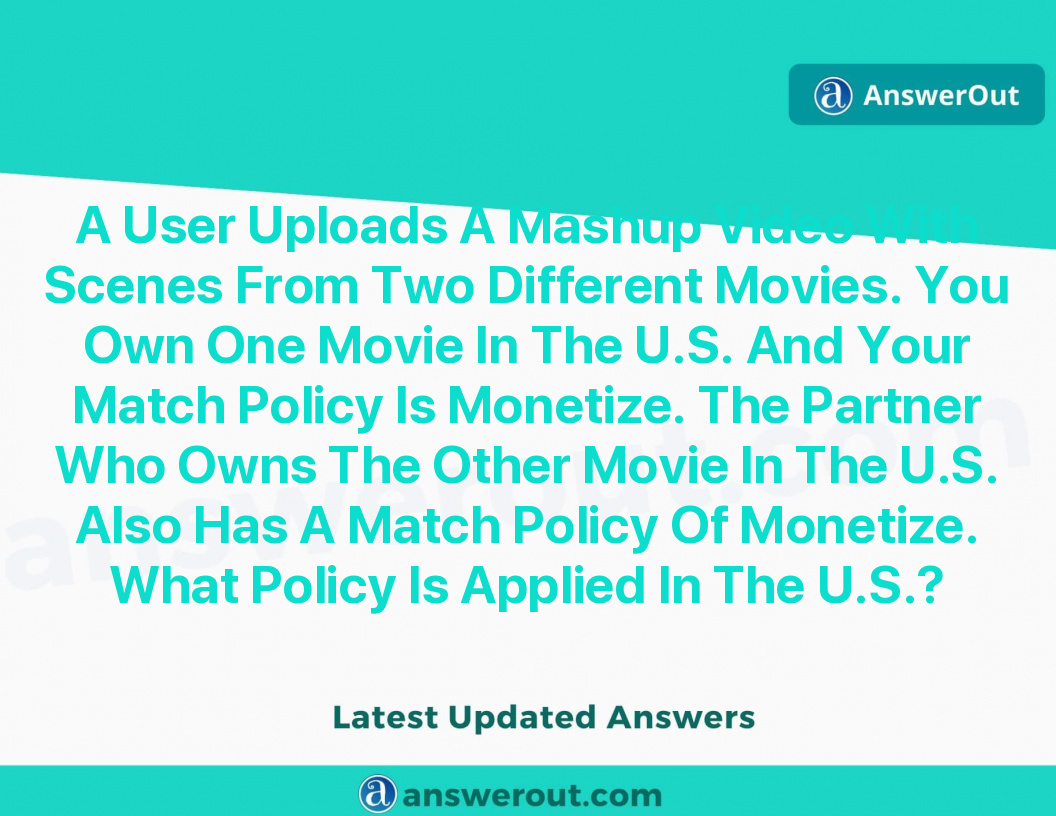 AnswerOut
A User Uploads A Mashup Video With
Scenes From Two Different Movies. You
Own One Movie In The U.S. And Your
Match Policy Is Monetize. The Partner
Who Owns The Other Movie In The U.S.
Also Has A Match Policy Of Monetize.
What Policy Is Applied In The U.S.?
answerout.com
Latest Updated Answers
answerout.com